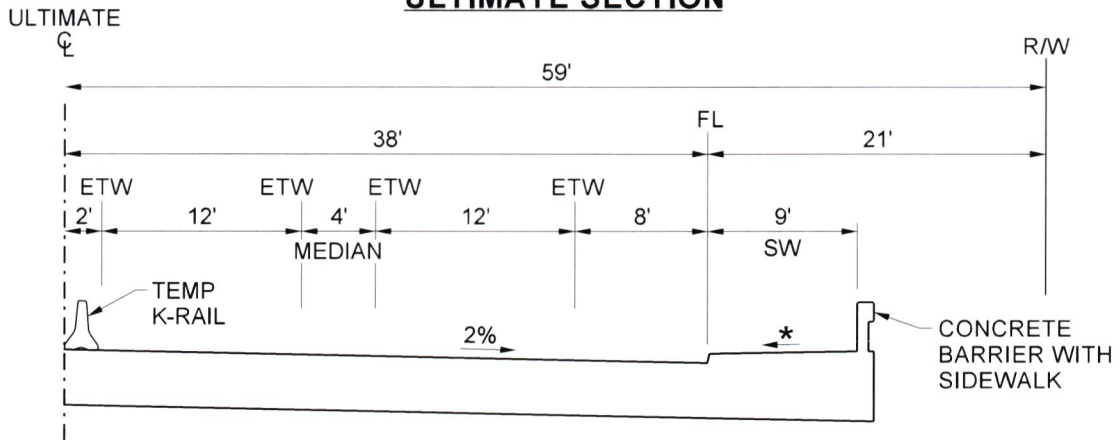 ULTIMATE SECTION
ULTIMATE
℄
R/W
59'
FL
38'
21'
ETW
ETW
ETW
ETW
2'
12'
4'
12'
8'
9'
MEDIAN
SW
TEMP
K-RAIL
2%
*
CONCRETE
BARRIER WITH
SIDEWALK